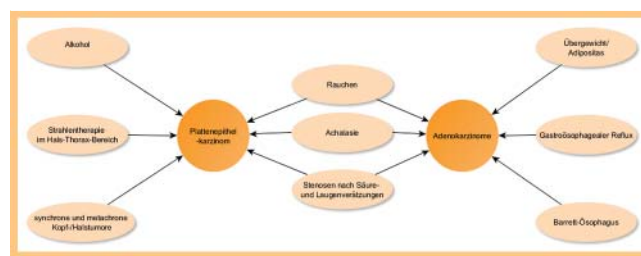 Alkohol
Strahlentherapie
im Hals-Thorax-Bereich
synchrone und metachrone
Kopf-/Halstumore
Plattenepithel
-karzinom
Rauchen
Achalasie
Stenosen nach Säure-
und Laugenverätzungen
Adenokarzinome
Übergewicht/
Adipositas
Gastroösophagealer Reflux
Barrett-Ösophagus